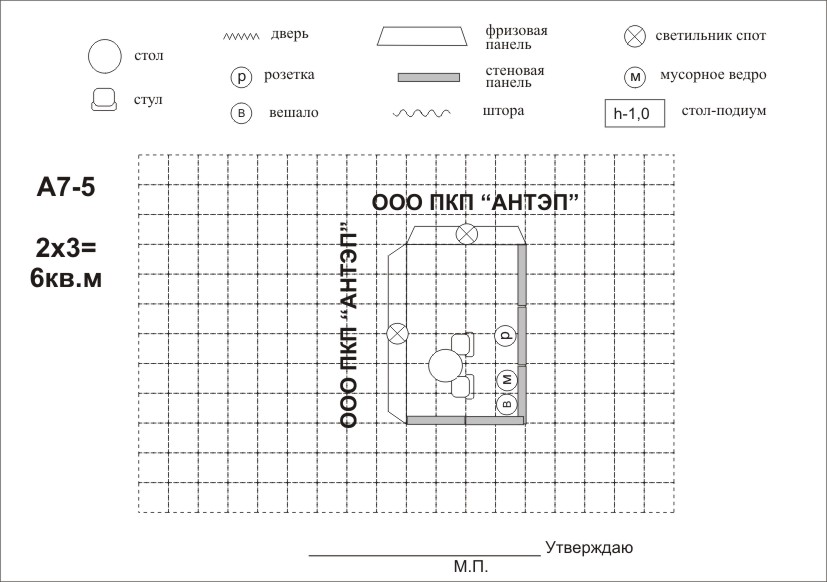 стол
стул
дверь
р розетка
в вешало
фризовая
панель
стеновая
панель
штора
светильник спот
м мусорное ведро
h-1,0 стол-подиум
А7-5
2х3=
6кв.м
ООО ПКП “АНТЭП”
ООО ПКП “АНТЭП”
р
м
в
Утверждаю
М.П.